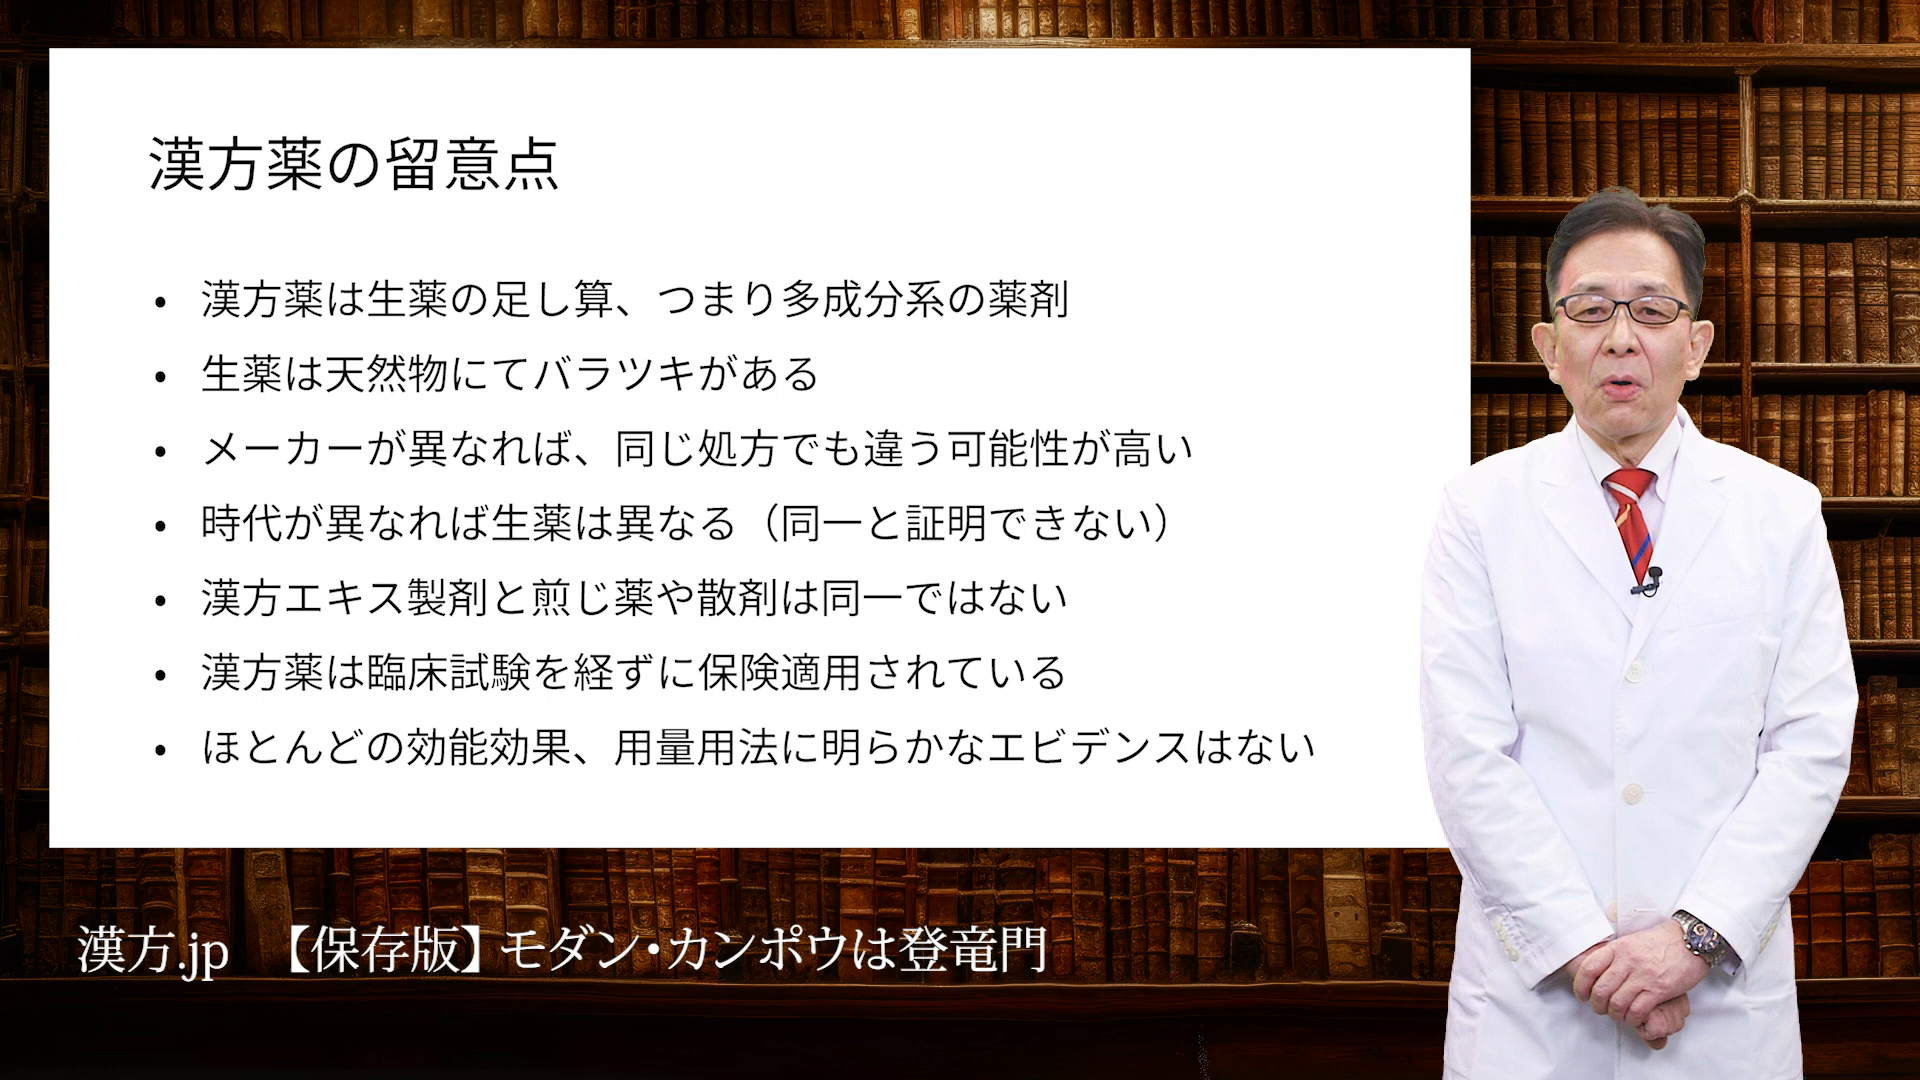 漢方薬の留意点
• 漢方薬は生薬の足し算、つまり多成分系の薬剤
• 生薬は天然物にてバラツキがある
• メーカーが異なれば、同じ処方でも違う可能性が高い
• 時代が異なれば生薬は異なる（同一と証明できない）
• 漢方エキス製剤と煎じ薬や散剤は同一ではない
• 漢方薬は臨床試験を経ずに保険適用されている
• ほとんどの効能効果、用量用法に明らかなエビデンスはない
漢方.jp 【保存版】モダン・カンポウは登竜門